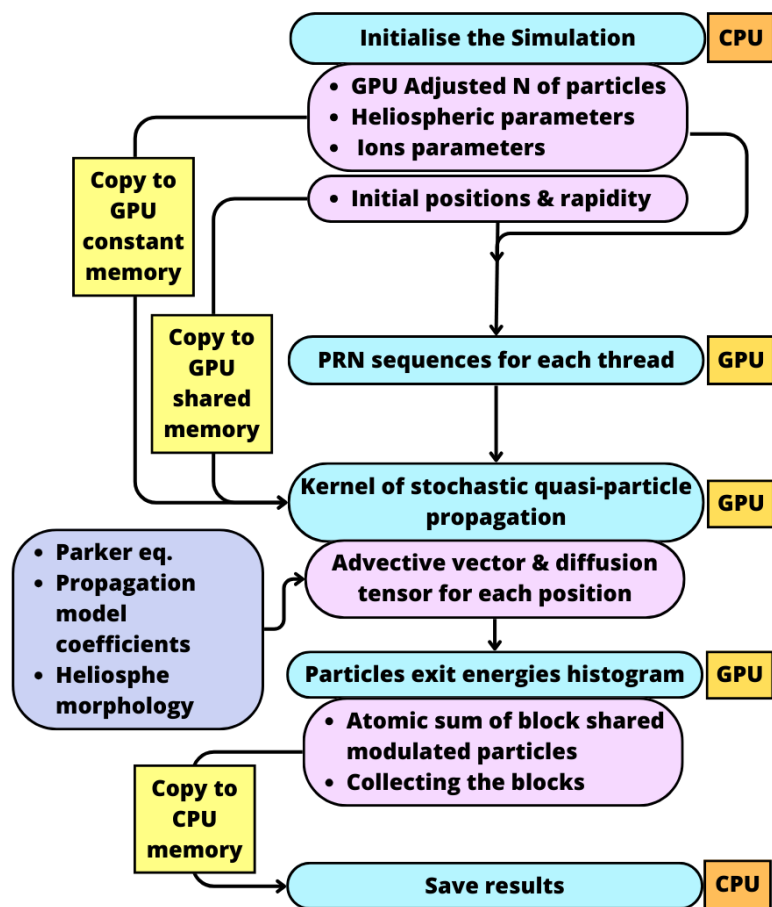 Initialise the Simulation
CPU
• GPU Adjusted N of particles
• Heliospheric parameters
• Ions parameters
• Initial positions & rapidity
Copy to
GPU
constant
memory
Copy to
GPU
shared
memory
PRN sequences for each thread
GPU
Kernel of stochastic quasi-particle
propagation
GPU
• Parker eq.
• Propagation
model
coefficients
• Heliosphe
morphology
Advective vector & diffusion
tensor for each position
Particles exit energies histogram
GPU
• Atomic sum of block shared
modulated particles
• Collecting the blocks
Copy to
CPU
memory
Save results
CPU